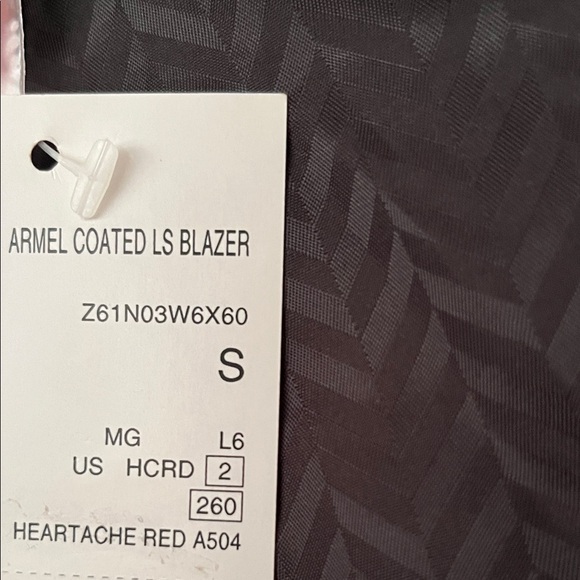 ARMEL COATED LS BLAZER
Z61N03W6X60
S
MG L6
US HCRD 2
260
HEARTACHE RED A504